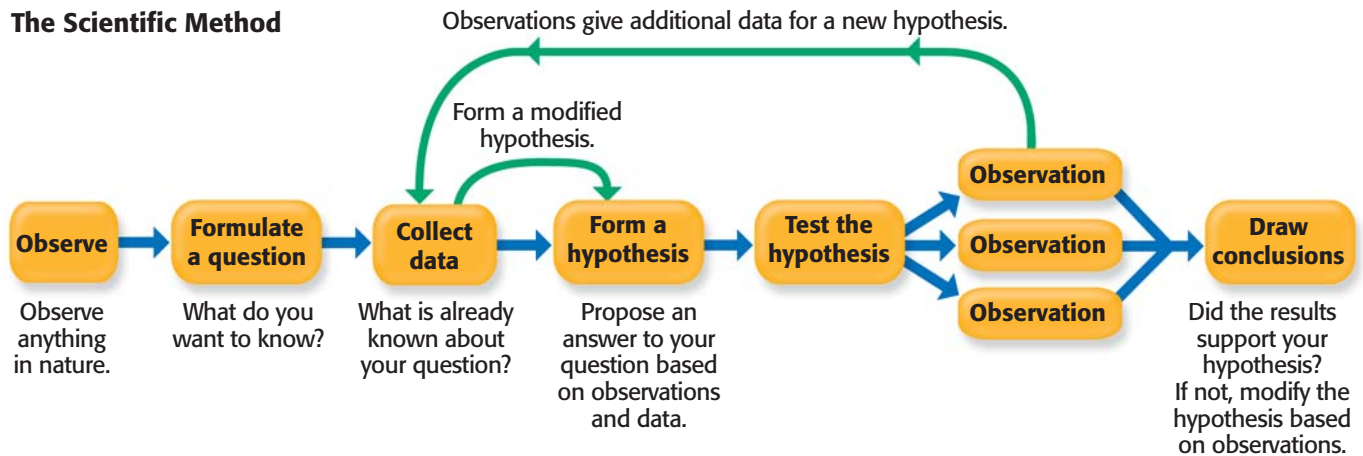 The Scientific Method
Observations give additional data for a new hypothesis.
Form a modified
hypothesis.
Observe
Observe
anything
in nature.
Formulate
a question
What do you
want to know?
Collect
data
What is already
known about
your question?
Form a
hypothesis
Propose an
answer to your
question based
on observations
and data.
Test the
hypothesis
Observation
Observation
Observation
Draw
conclusions
Did the results
support your
hypothesis?
If not, modify the
hypothesis based
on observations.